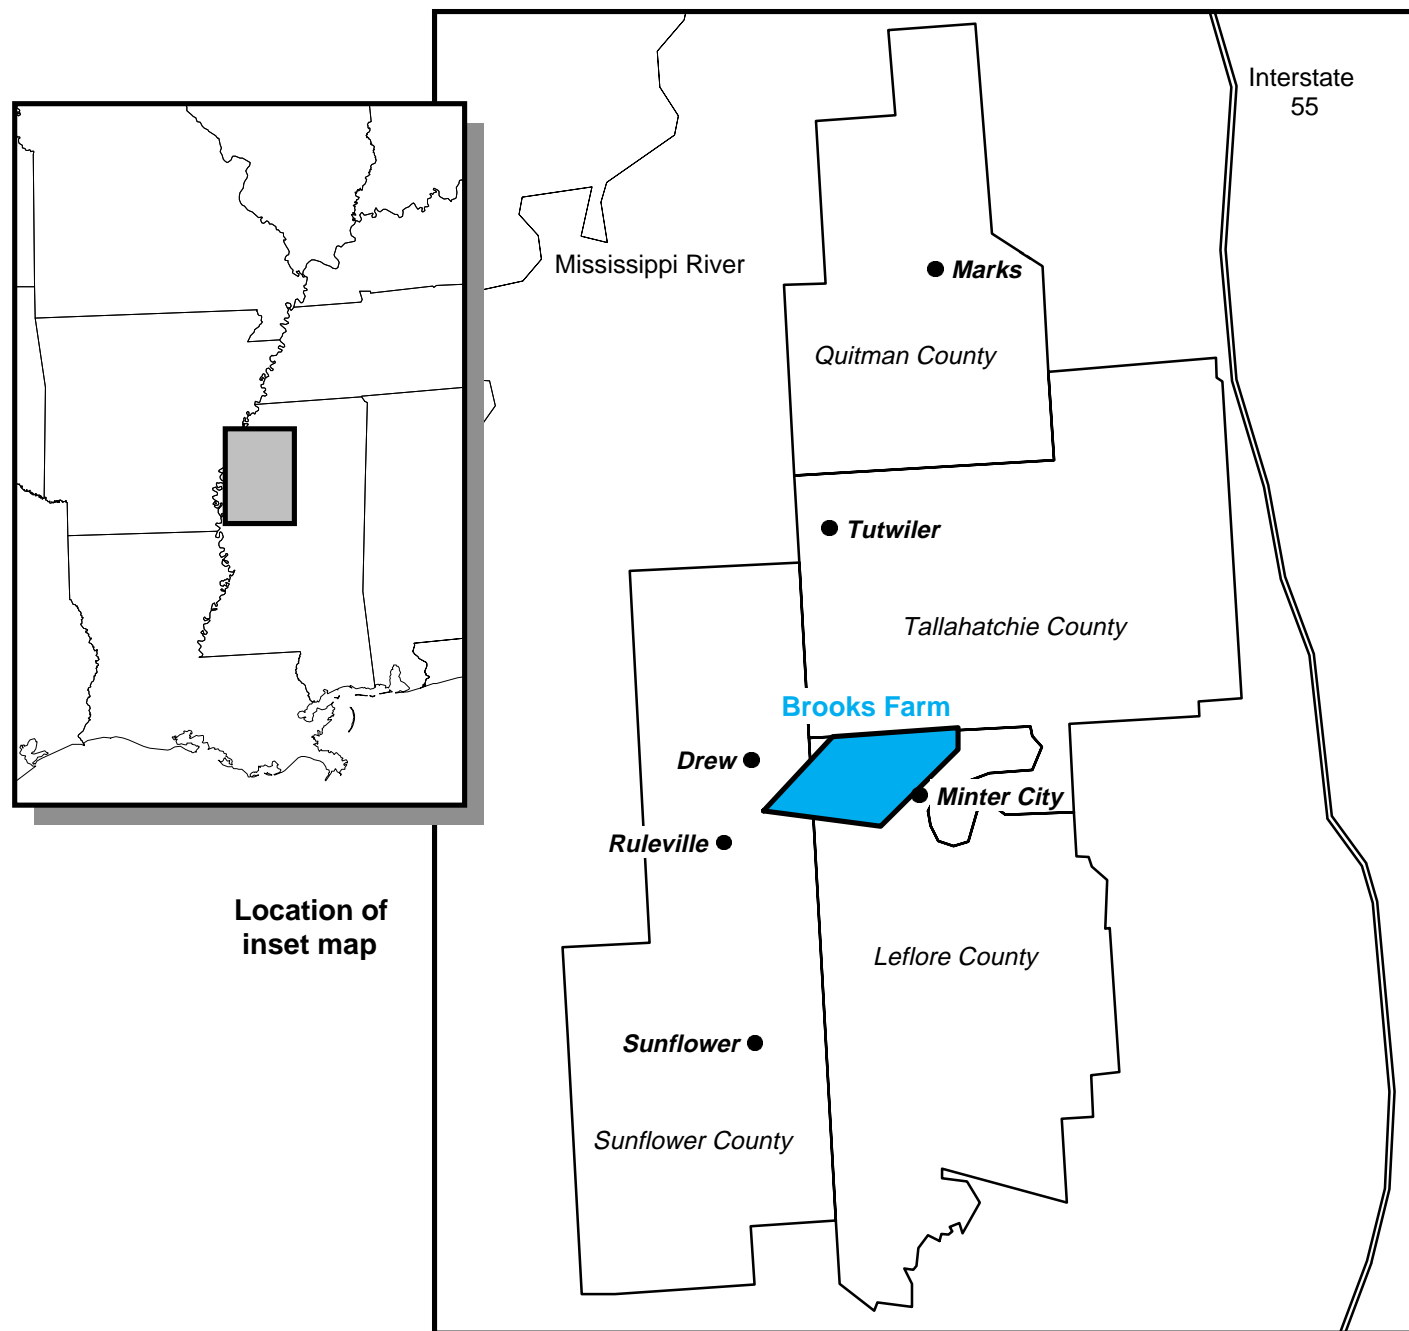 Interstate
55
Mississippi River
Marks
Quitman County
Tutwiler
Tallahatchie County
Brooks Farm
Drew
Minter City
Ruleville
Location of
inset map
Leflore County
Sunflower
Sunflower County